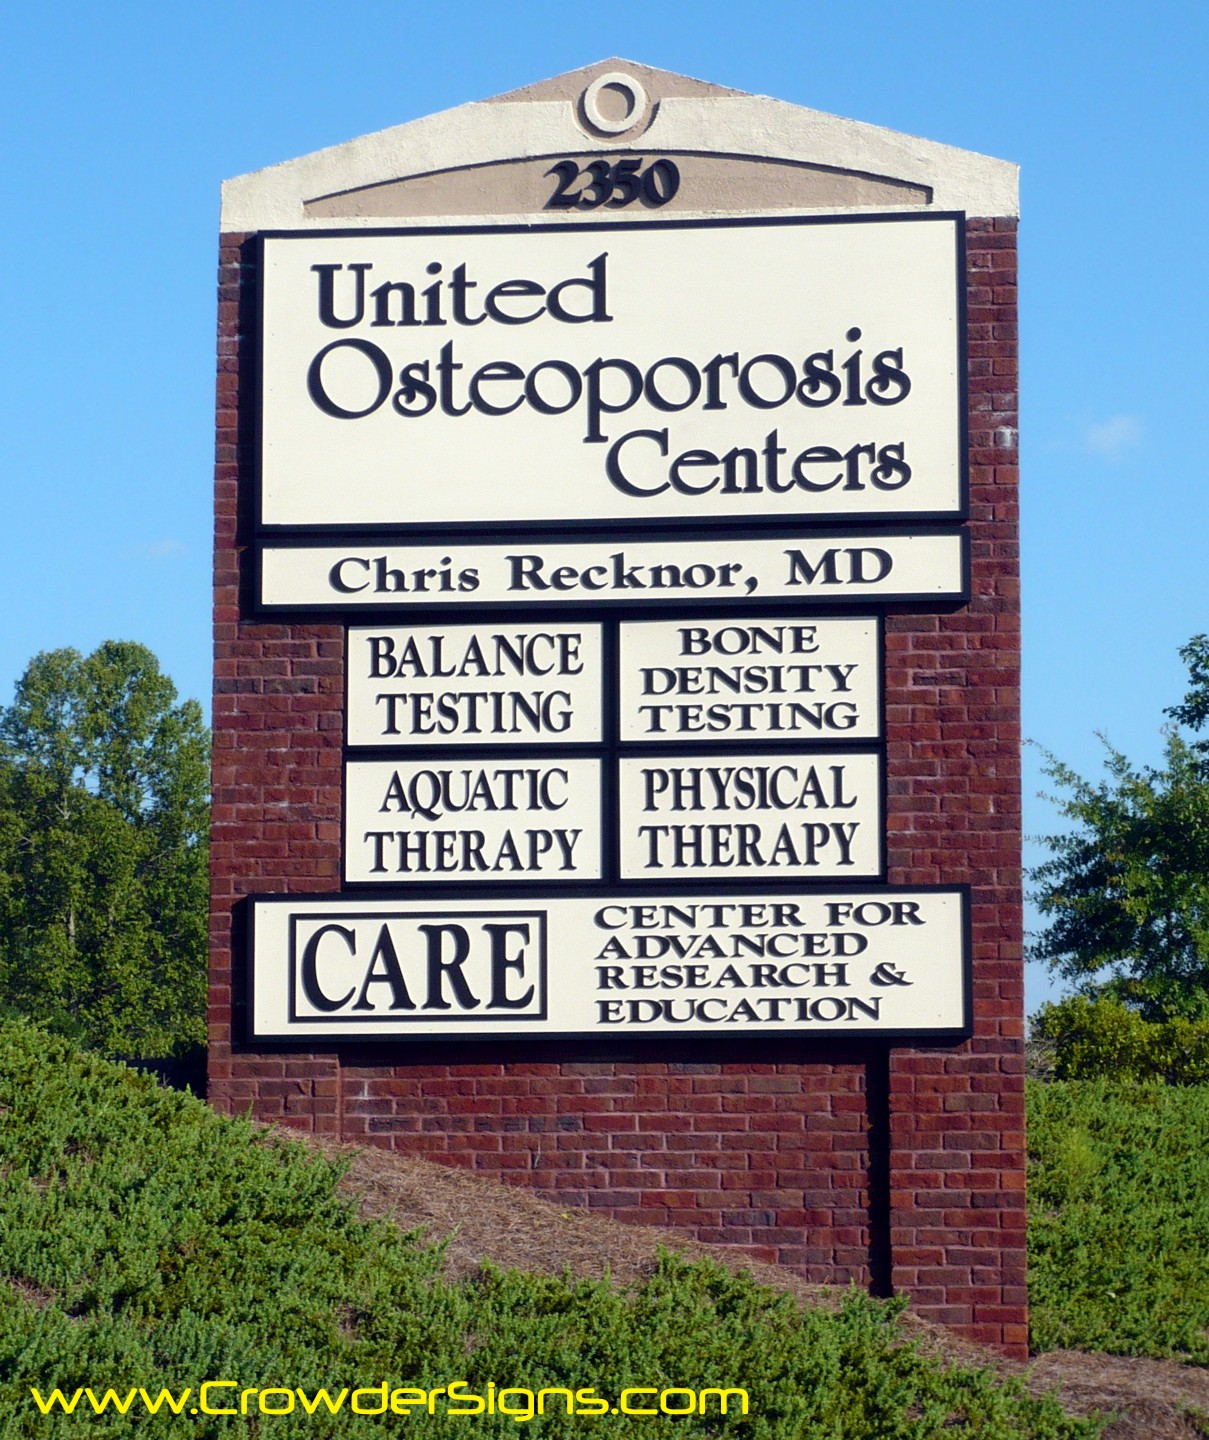 2350
United
Osteoporosis
Centers
Chris Recknor, MD
BALANCE
TESTING
BONE
DENSITY
TESTING
AQUATIC
THERAPY
PHYSICAL
THERAPY
CARE
CENTER FOR
ADVANCED
RESEARCH &
EDUCATION
www.CrowderSigns.com